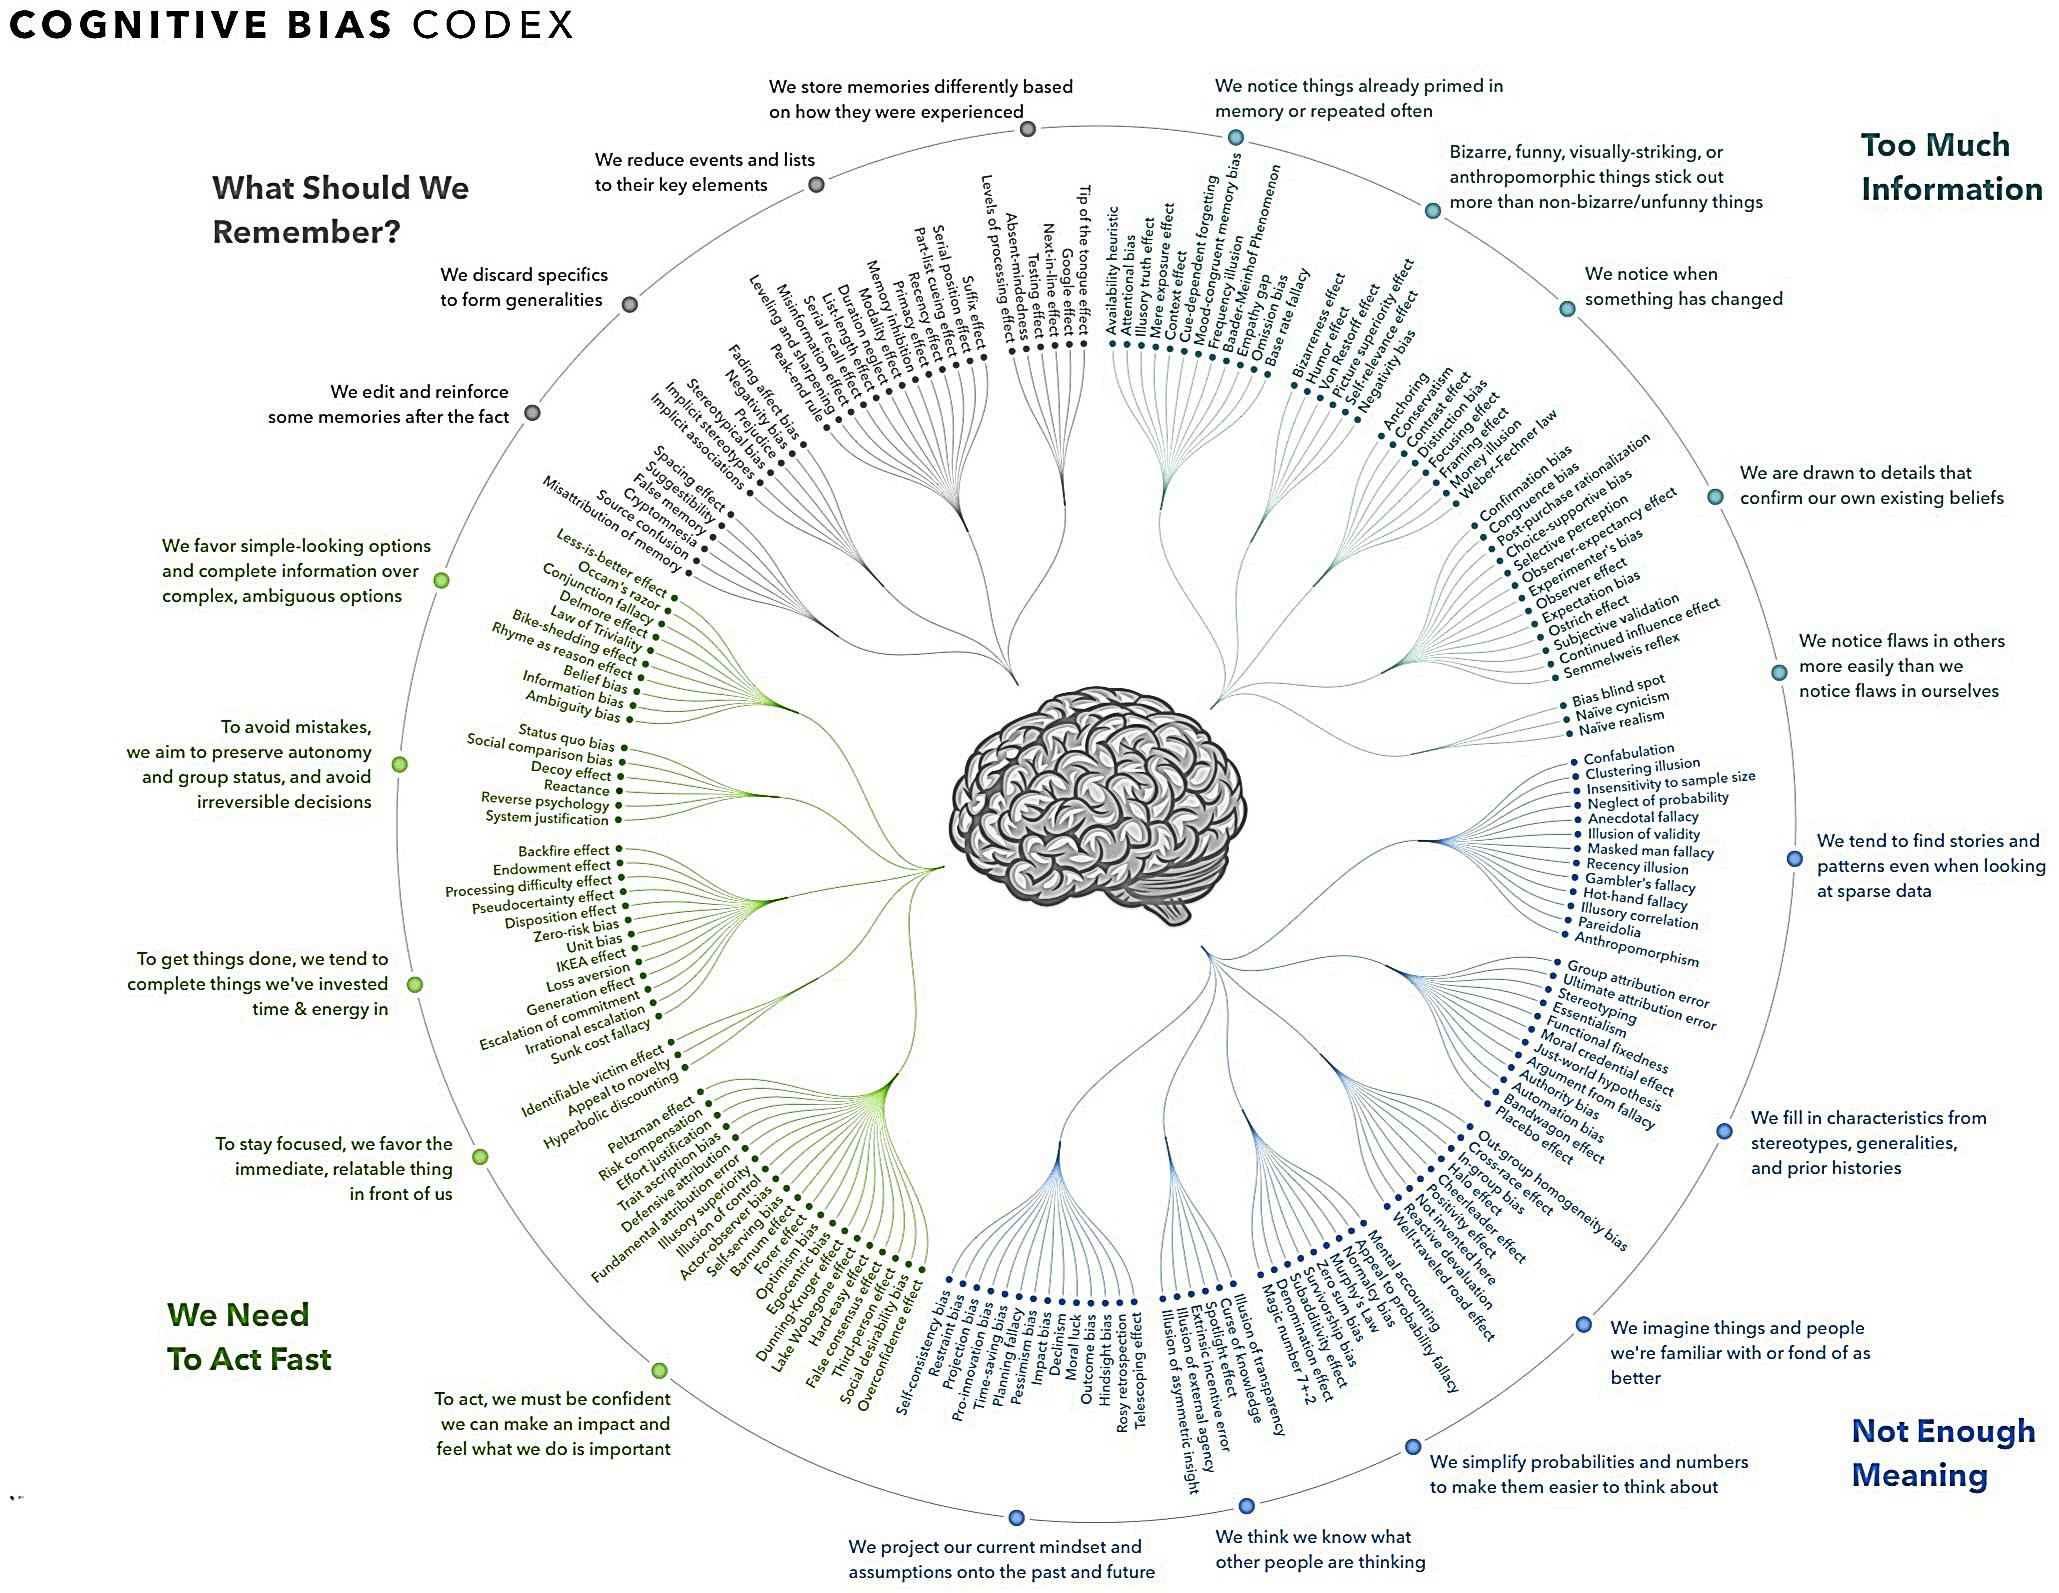 COGNITIVE BIAS CODEX
What Should We
Remember?
We store memories differently based
on how they were experienced
Tip of the tongue effect
Google effect
Next-in-line effect
Testing effect
Absent-mindedness
Levels of processing effect
We reduce events and lists
to their key elements
Suffix effect
Serial position effect
Part-list cueing effect
Recency effect
Primacy effect
Memory inhibition
Modality effect
Duration neglect
List-length effect
Serial recall effect
Misinformation effect
Leveling and sharpening
Peak-end rule
We discard specifics
to form generalities
Fading affect bias
Negativity bias
Prejudice
Stereotypical bias
Implicit stereotypes
Implicit associations
We edit and reinforce
some memories after the fact
Spacing effect
Suggestibility
False memory
Cryptomnesia
Source confusion
Misattribution of memory
Too Much
Information
We notice things already primed in
memory or repeated often
Availability heuristic
Attentional bias
Illusory truth effect
Mere exposure effect
Context effect
Cue-dependent forgetting
Mood-congruent memory bias
Frequency illusion
Baader-Meinhof Phenomenon
Empathy gap
Omission bias
Base rate fallacy
Bizarre, funny, visually-striking, or
anthropomorphic things stick out
more than non-bizarre/unfunny things
Bizarreness effect
Humor effect
Von Restorff effect
Picture superiority effect
Self-relevance effect
Negativity bias
We notice when
something has changed
Anchoring
Conservatism
Contrast effect
Distinction bias
Focusing effect
Framing effect
Money illusion
Weber-Fechner law
We are drawn to details that
confirm our own existing beliefs
Confirmation bias
Congruence bias
Post-purchase rationalization
Choice-supportive bias
Selective perception
Observer-expectancy effect
Experimenter's bias
Observer effect
Expectation bias
Ostrich effect
Subjective validation
Continued influence effect
Semmelweis reflex
We notice flaws in others
more easily than we
notice flaws in ourselves
Bias blind spot
Naïve cynicism
Naïve realism
We tend to find stories and
patterns even when looking
at sparse data
Confabulation
Clustering illusion
Insensitivity to sample size
Neglect of probability
Anecdotal fallacy
Illusion of validity
Masked man fallacy
Recency illusion
Gambler's fallacy
Hot-hand fallacy
Illusory correlation
Pareidolia
Anthropomorphism
We fill in characteristics from
stereotypes, generalities,
and prior histories
Group attribution error
Ultimate attribution error
Stereotyping
Essentialism
Functional fixedness
Moral credential effect
Just-world hypothesis
Argument from fallacy
Authority bias
Automation bias
Bandwagon effect
Placebo effect
We imagine things and people
we're familiar with or fond of as
better
Out-group homogeneity bias
Cross-race effect
In-group bias
Halo effect
Cheerleader effect
Positivity effect
Not invented here
Reactive devaluation
Well-traveled road effect
Not Enough
Meaning
We simplify probabilities and numbers
to make them easier to think about
Mental accounting
Appeal to probability fallacy
Normalcy bias
Murphy's Law
Zero sum bias
Survivorship bias
Subadditivity effect
Denomination effect
Magic number 7+-2
We think we know what
other people are thinking
Illusion of transparency
Curse of knowledge
Spotlight effect
Extrinsic incentive error
Illusion of external agency
Illusion of asymmetric insight
We project our current mindset and
assumptions onto the past and future
Telescoping effect
Rosy retrospection
Hindsight bias
Outcome bias
Moral luck
Declinism
Impact bias
Pessimism bias
Planning fallacy
Time-saving bias
Pro-innovation bias
Projection bias
Restraint bias
Self-consistency bias
We favor simple-looking options
and complete information over
complex, ambiguous options
Less-is-better effect
Occam's razor
Conjunction fallacy
Delmore effect
Law of Triviality
Bike-shedding effect
Rhyme as reason effect
Belief bias
Information bias
Ambiguity bias
To avoid mistakes,
we aim to preserve autonomy
and group status, and avoid
irreversible decisions
Status quo bias
Social comparison bias
Decoy effect
Reactance
Reverse psychology
System justification
To get things done, we tend to
complete things we've invested
time & energy in
Backfire effect
Endowment effect
Processing difficulty effect
Pseudocertainty effect
Disposition effect
Zero-risk bias
Unit bias
IKEA effect
Loss aversion
Generation effect
Escalation of commitment
Irrational escalation
Sunk cost fallacy
To stay focused, we favor the
immediate, relatable thing
in front of us
Identifiable victim effect
Appeal to novelty
Hyperbolic discounting
We Need
To Act Fast
To act, we must be confident
we can make an impact and
feel what we do is important
Peltzman effect
Risk compensation
Effort justification
Trait ascription bias
Defensive attribution
Fundamental attribution error
Illusory superiority
Illusion of control
Actor-observer bias
Self-serving bias
Barnum effect
Forer effect
Optimism bias
Egocentric bias
Dunning-Kruger effect
Lake Wobegone effect
Hard-easy effect
False consensus effect
Third-person effect
Social desirability bias
Overconfidence effect